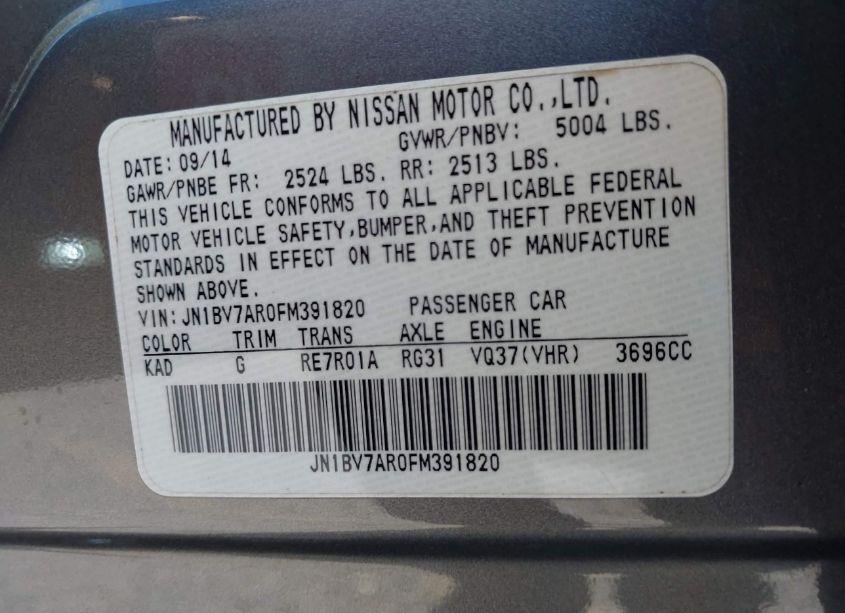 MANUFACTURED BY NISSAN MOTOR CO.,LTD.
DATE: 09/14 GVWR/PNBV: 5004 LBS.
GAWR/PNBE FR: 2524 LBS. RR: 2513 LBS.
THIS VEHICLE CONFORMS TO ALL APPLICABLE FEDERAL
MOTOR VEHICLE SAFETY,BUMPER,AND THEFT PREVENTION
STANDARDS IN EFFECT ON THE DATE OF MANUFACTURE
SHOWN ABOVE.
VIN: JN1BV7AR0FM391820 PASSENGER CAR
COLOR TRIM TRANS AXLE ENGINE
KAD G RE7R01A RG31 VQ37(VHR) 3696CC
JN1BV7AR0FM391820